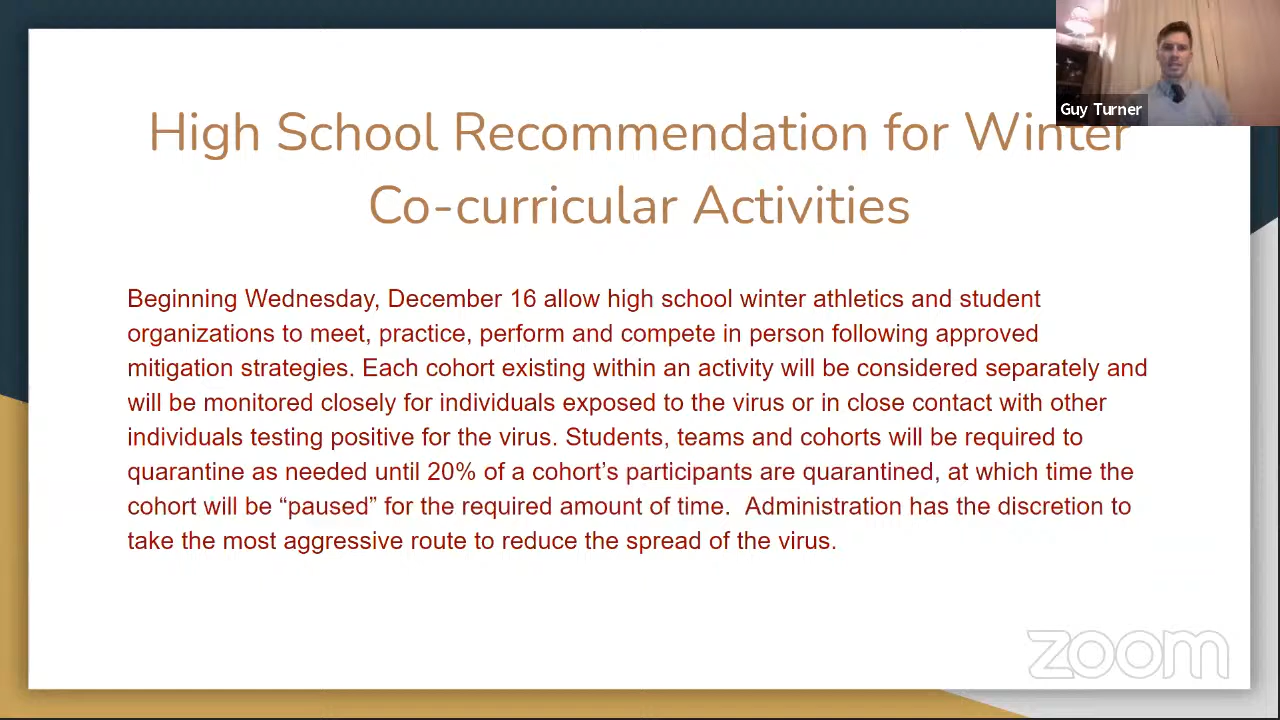 Guy Turner
High School Recommendation for Winter
Co-curricular Activities
Beginning Wednesday, December 16 allow high school winter athletics and student
organizations to meet, practice, perform and compete in person following approved
mitigation strategies. Each cohort existing within an activity will be considered separately and
will be monitored closely for individuals exposed to the virus or in close contact with other
individuals testing positive for the virus. Students, teams and cohorts will be required to
quarantine as needed until 20% of a cohort’s participants are quarantined, at which time the
cohort will be “paused” for the required amount of time.  Administration has the discretion to
take the most aggressive route to reduce the spread of the virus.
zoom